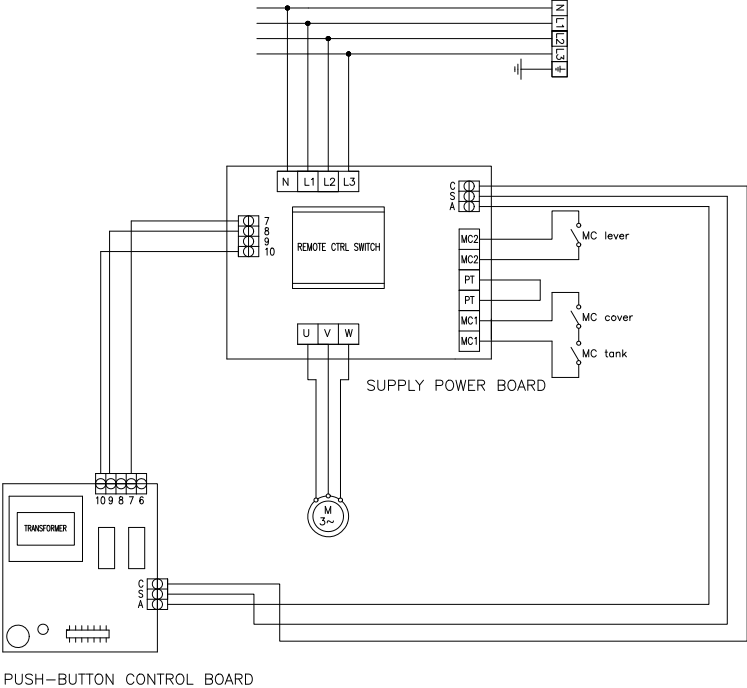 N
L1
L2
L3
N L1 L2 L3
C
S
A
7
8
9
10
REMOTE CTRL SWITCH
MC2
MC2
PT
PT
MC1
MC1
MC lever
MC cover
MC tank
U V W
SUPPLY POWER BOARD
M
3~
10 9 8 7 6
TRANSFORMER
C
S
A
PUSH-BUTTON CONTROL BOARD